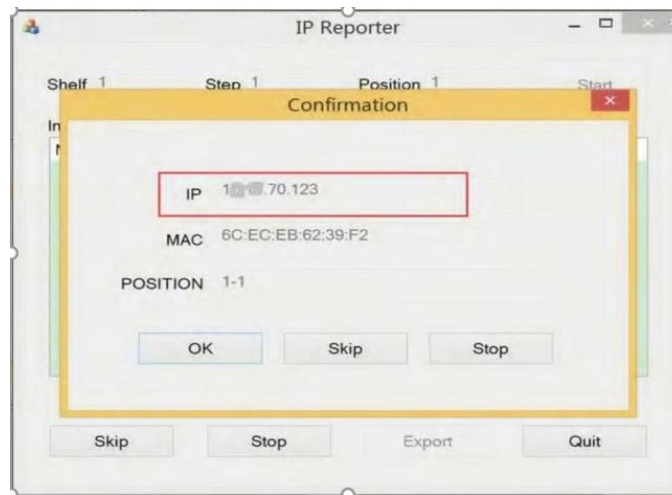 IP Reporter
Shelf 1 Step 1 Position 1 Start
Confirmation
IP .70.123
MAC 6C:EC:EB:62:39:F2
POSITION 1-1
OK Skip Stop
Skip Stop Export Quit